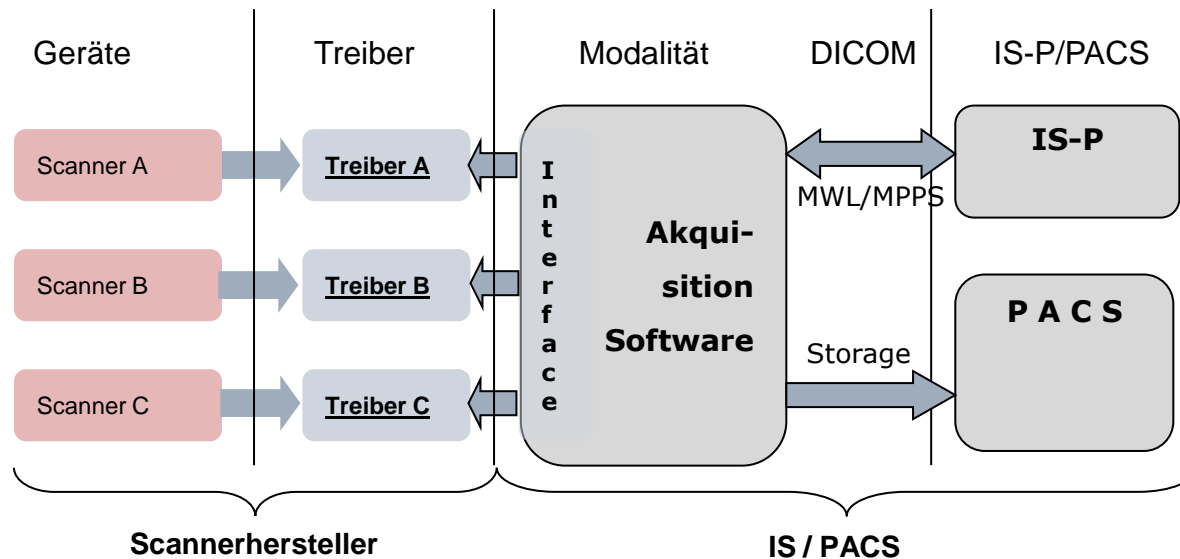 Geräte
Treiber
Modalität
DICOM
IS-P/PACS
Scanner A
Treiber A
Scanner B
Treiber B
Scanner C
Treiber C
Interface
Akqui-
sition
Software
MWL/MPPS
Storage
IS-P
P A C S
Scannerhersteller
IS / PACS